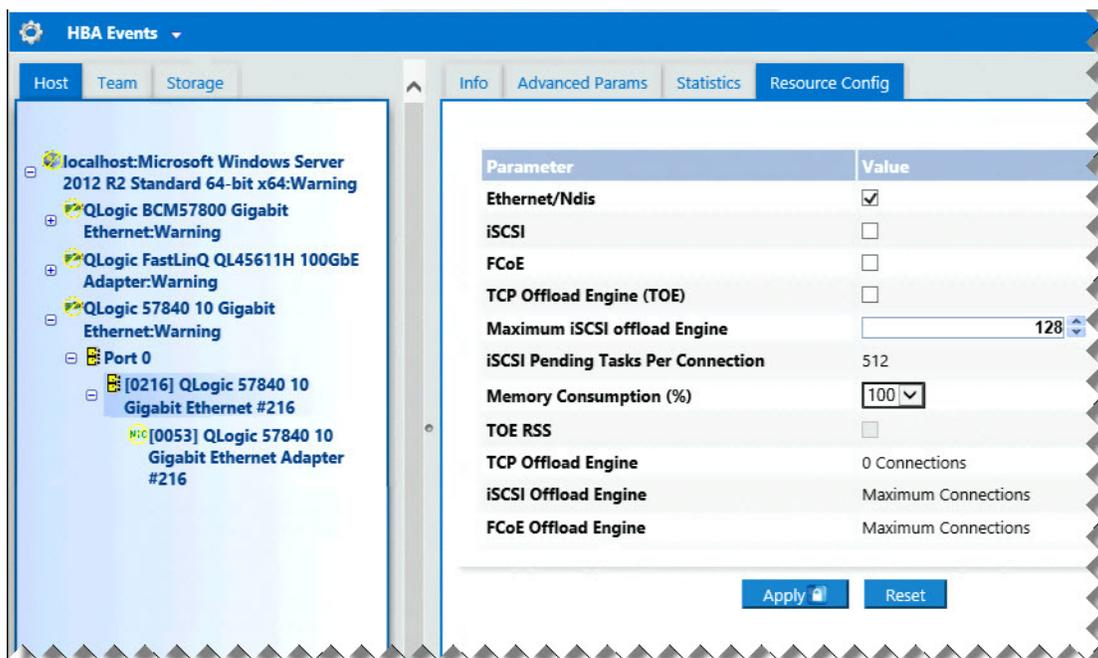 HBA Events
Host Team Storage
Info Advanced Params Statistics Resource Config
localhost:Microsoft Windows Server
2012 R2 Standard 64-bit x64:Warning
QLogic BCM57800 Gigabit
Ethernet:Warning
QLogic FastLinQ QL45611H 100GbE
Adapter:Warning
QLogic 57840 10 Gigabit
Ethernet:Warning
Port 0
[0216] QLogic 57840 10
Gigabit Ethernet #216
NIC [0053] QLogic 57840 10
Gigabit Ethernet Adapter
#216
Parameter Value
Ethernet/Ndis
iSCSI
FCoE
TCP Offload Engine (TOE)
Maximum iSCSI offload Engine 128
iSCSI Pending Tasks Per Connection 512
Memory Consumption (%) 100
TOE RSS
TCP Offload Engine 0 Connections
iSCSI Offload Engine Maximum Connections
FCoE Offload Engine Maximum Connections
Apply Reset